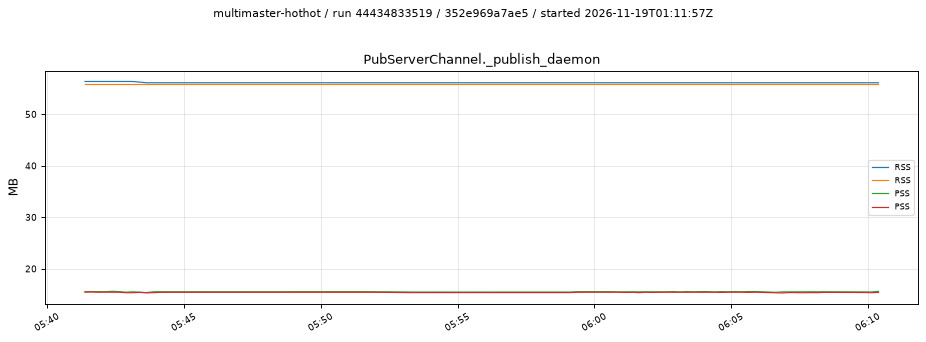 multimaster-hothot / run 44434833519 / 352e969a7ae5 / started 2026-11-19T01:11:57Z
PubServerChannel._publish_daemon
MB
50
40
30
20
RSS
RSS
PSS
PSS
05:40
05:45
05:50
05:55
06:00
06:05
06:10